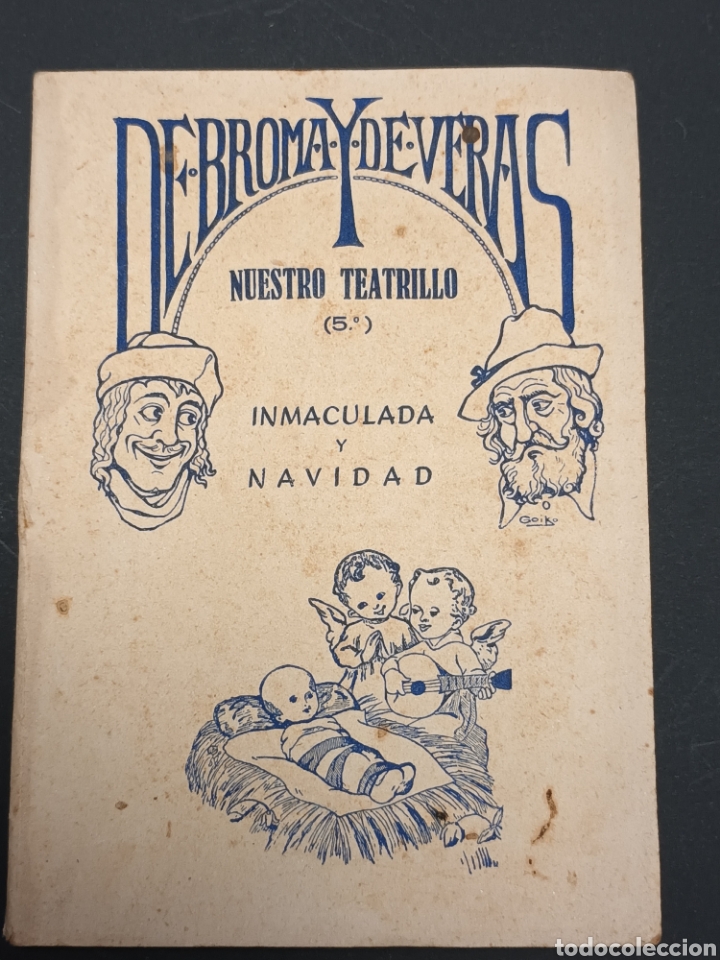 DE·BROMA·Y·DE·VERAS
NUESTRO TEATRILLO
(5.º)
INMACULADA
Y
NAVIDAD
GOIKO
todocoleccion